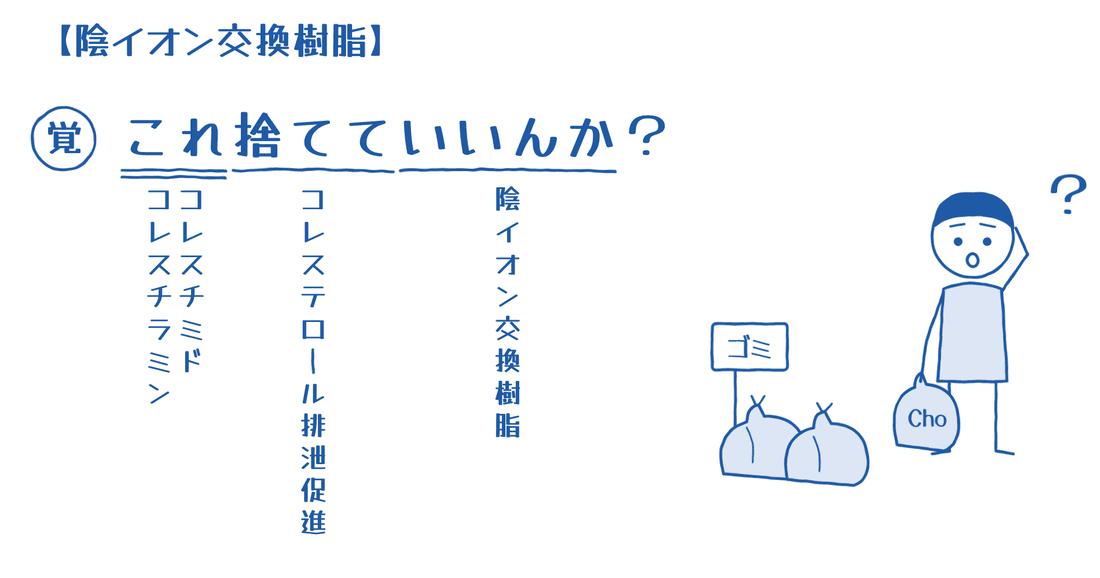 【陰イオン交換樹脂】
覚 これ捨てていいんか？
コレスチミド
コレスチラミン
コレステロール排泄促進
陰イオン交換樹脂
？
ゴミ
Cho